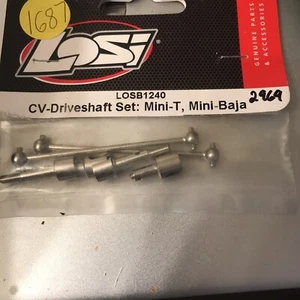 1687
LOSi
GENUINE PARTS
& ACCESSORIES
LOSB1240
CV-Driveshaft Set: Mini-T, Mini-Baja
2969